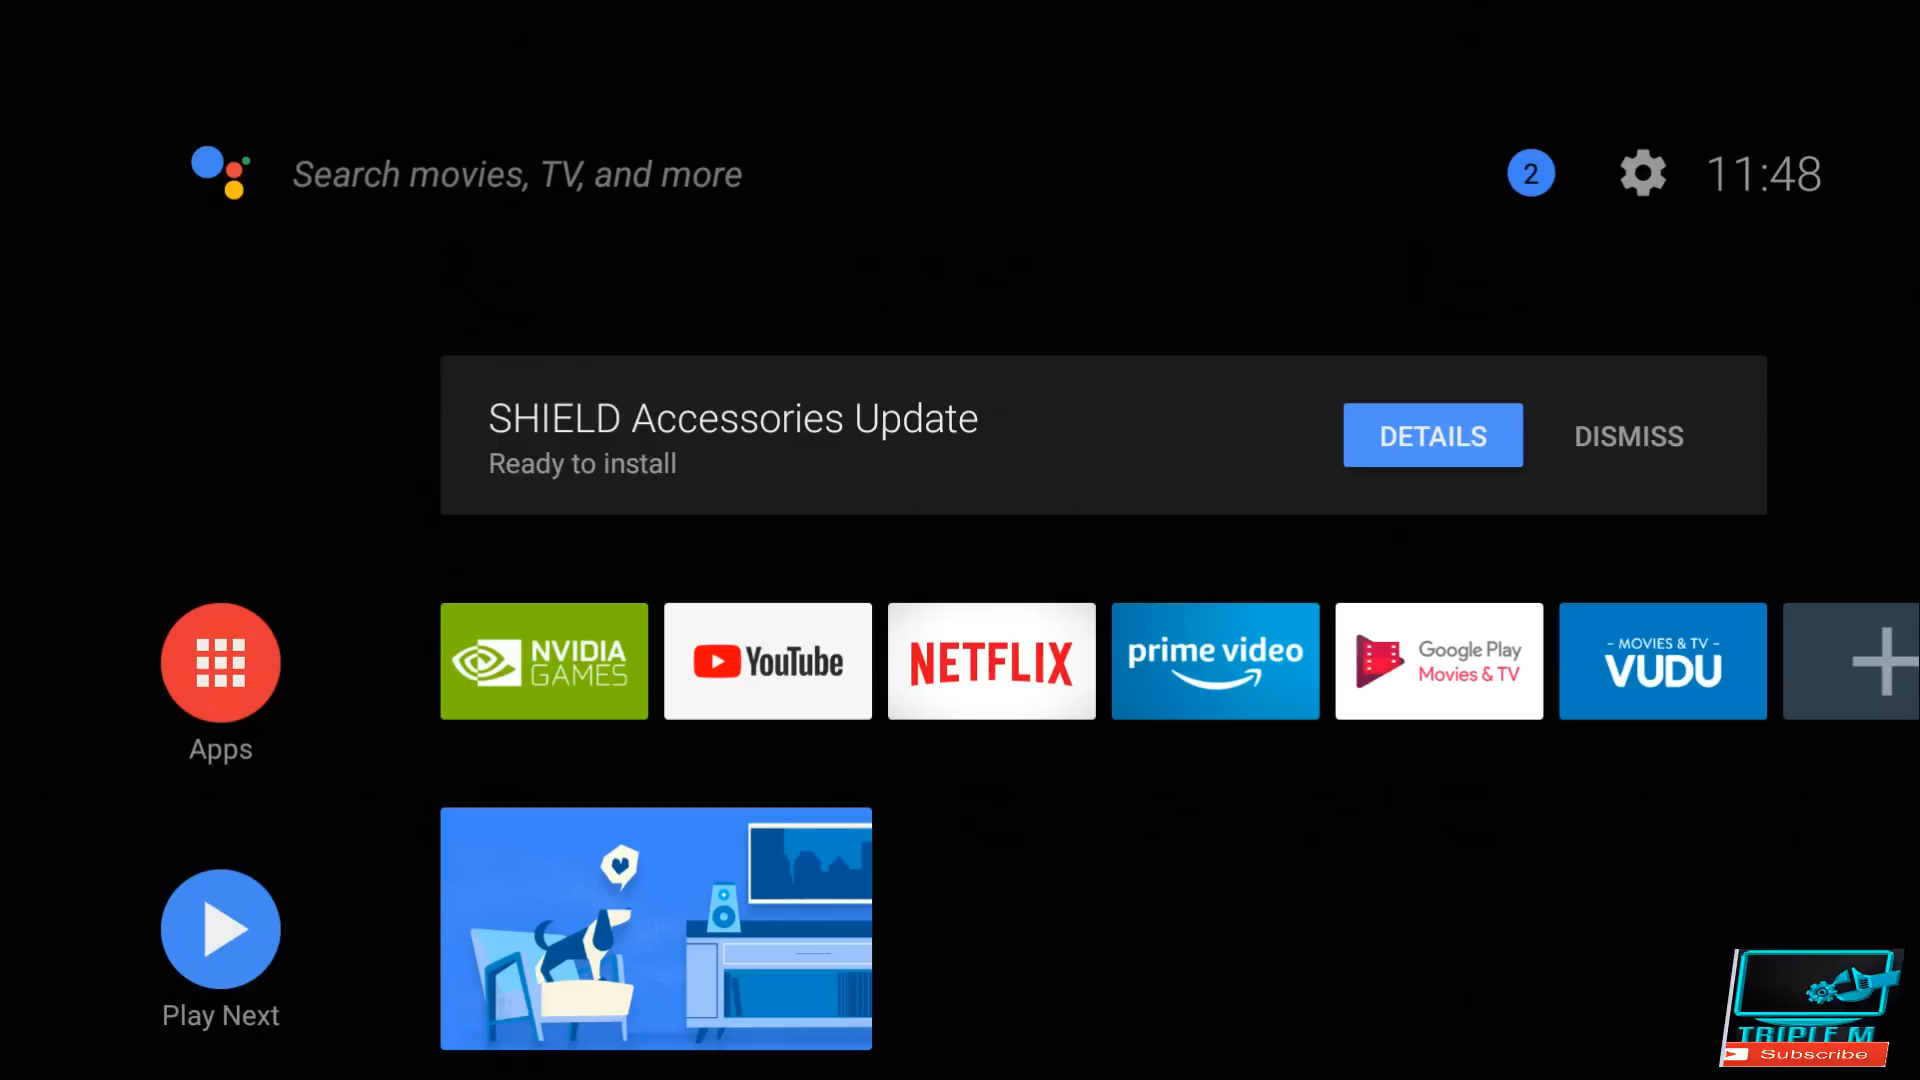 Search movies, TV, and more
2
11:48
SHIELD Accessories Update
Ready to install
DETAILS
DISMISS
Apps
NVIDIA
GAMES
YouTube
NETFLIX
prime video
Google Play
Movies & TV
- MOVIES & TV -
VUDU
Play Next
TRIPLE M
Subscribe